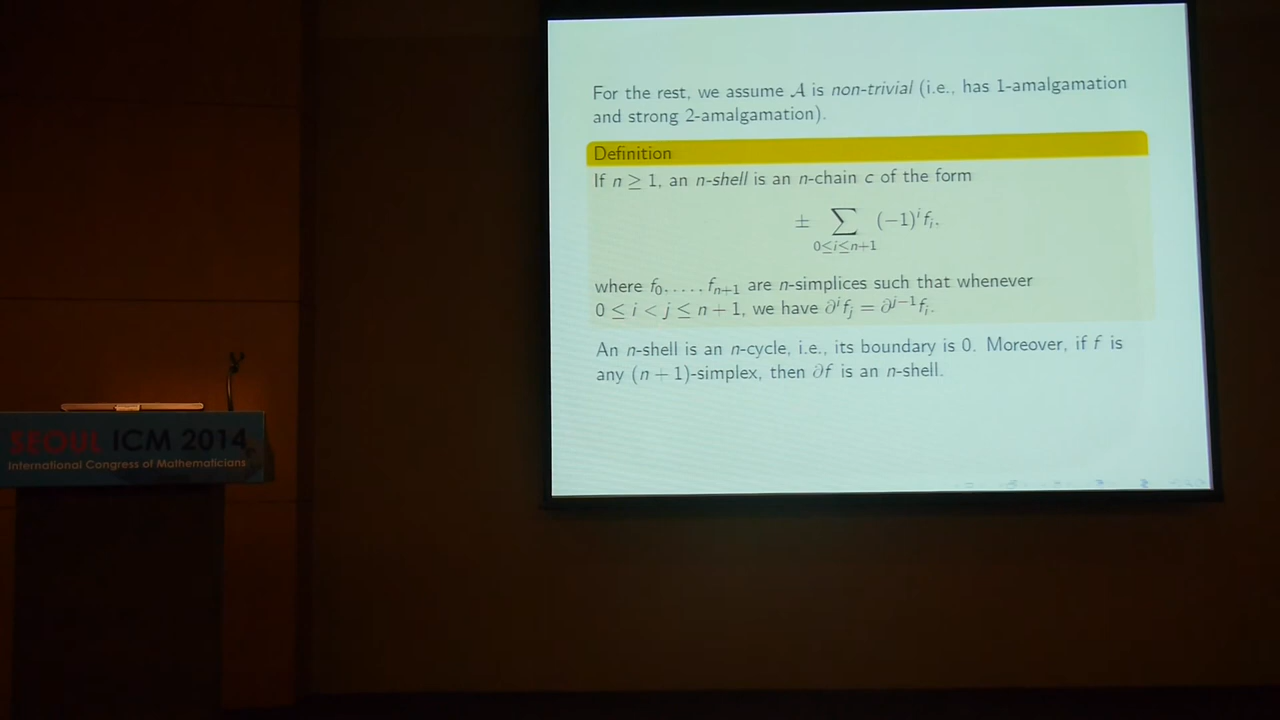 For the rest, we assume 𝒜 is non-trivial (i.e., has 1-amalgamation
and strong 2-amalgamation).
Definition
If n ≥ 1, an n-shell is an n-chain c of the form
± ∑ (−1)^i f_i.
0≤i≤n+1
where f_0. . . . . f_{n+1} are n-simplices such that whenever
0 ≤ i < j ≤ n + 1, we have ∂^i f_j = ∂^{j−1} f_i.
An n-shell is an n-cycle, i.e., its boundary is 0. Moreover, if f is
any (n + 1)-simplex, then ∂f is an n-shell.
SEOUL ICM 2014
International Congress of Mathematicians